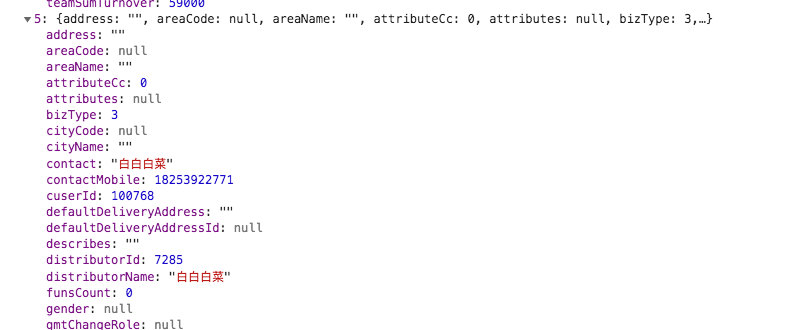 teamSumTurnover: 59000
▼5: {address: "", areaCode: null, areaName: "", attributeCc: 0, attributes: null, bizType: 3,…}
address: ""
areaCode: null
areaName: ""
attributeCc: 0
attributes: null
bizType: 3
cityCode: null
cityName: ""
contact: "白白白菜"
contactMobile: 18253922771
cuserId: 100768
defaultDeliveryAddress: ""
defaultDeliveryAddressId: null
describes: ""
distributorId: 7285
distributorName: "白白白菜"
funsCount: 0
gender: null
gmtChangeRole: null